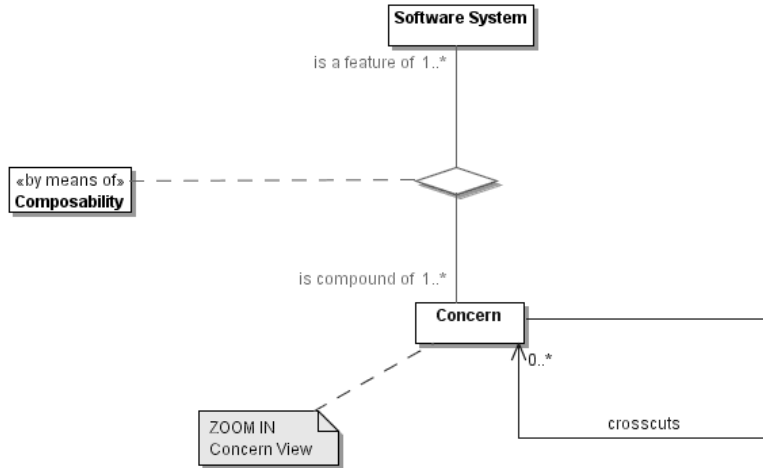 Software System
is a feature of 1..*
«by means of»
Composability
is compound of 1..*
Concern
0..*
crosscuts
ZOOM IN
Concern View